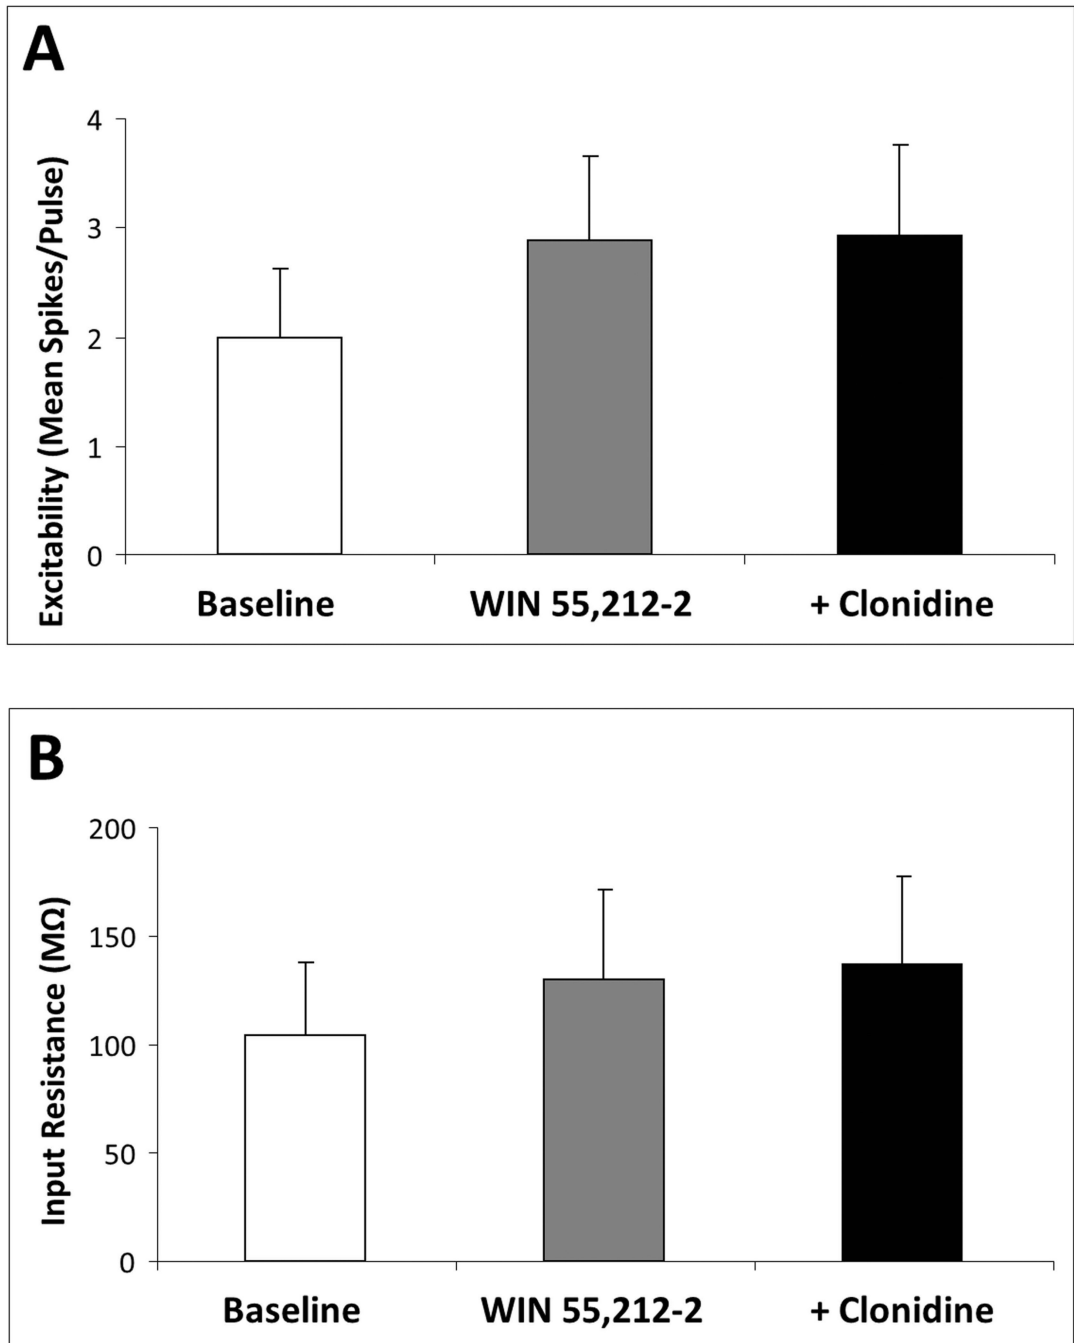 A
Excitability (Mean Spikes/Pulse)
4
3
2
1
0
Baseline WIN 55,212-2 + Clonidine
B
Input Resistance (MΩ)
200
150
100
50
0
Baseline WIN 55,212-2 + Clonidine